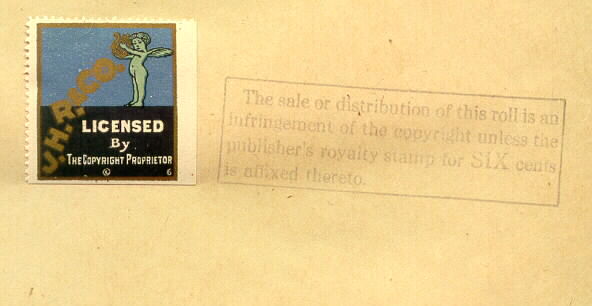 J.H.R.&CO.
LICENSED
By
THE COPYRIGHT PROPRIETOR
© 6
The sale or distribution of this roll is an
infringement of the copyright unless the
publisher's royalty stamp for SIX cents
is affixed thereto.